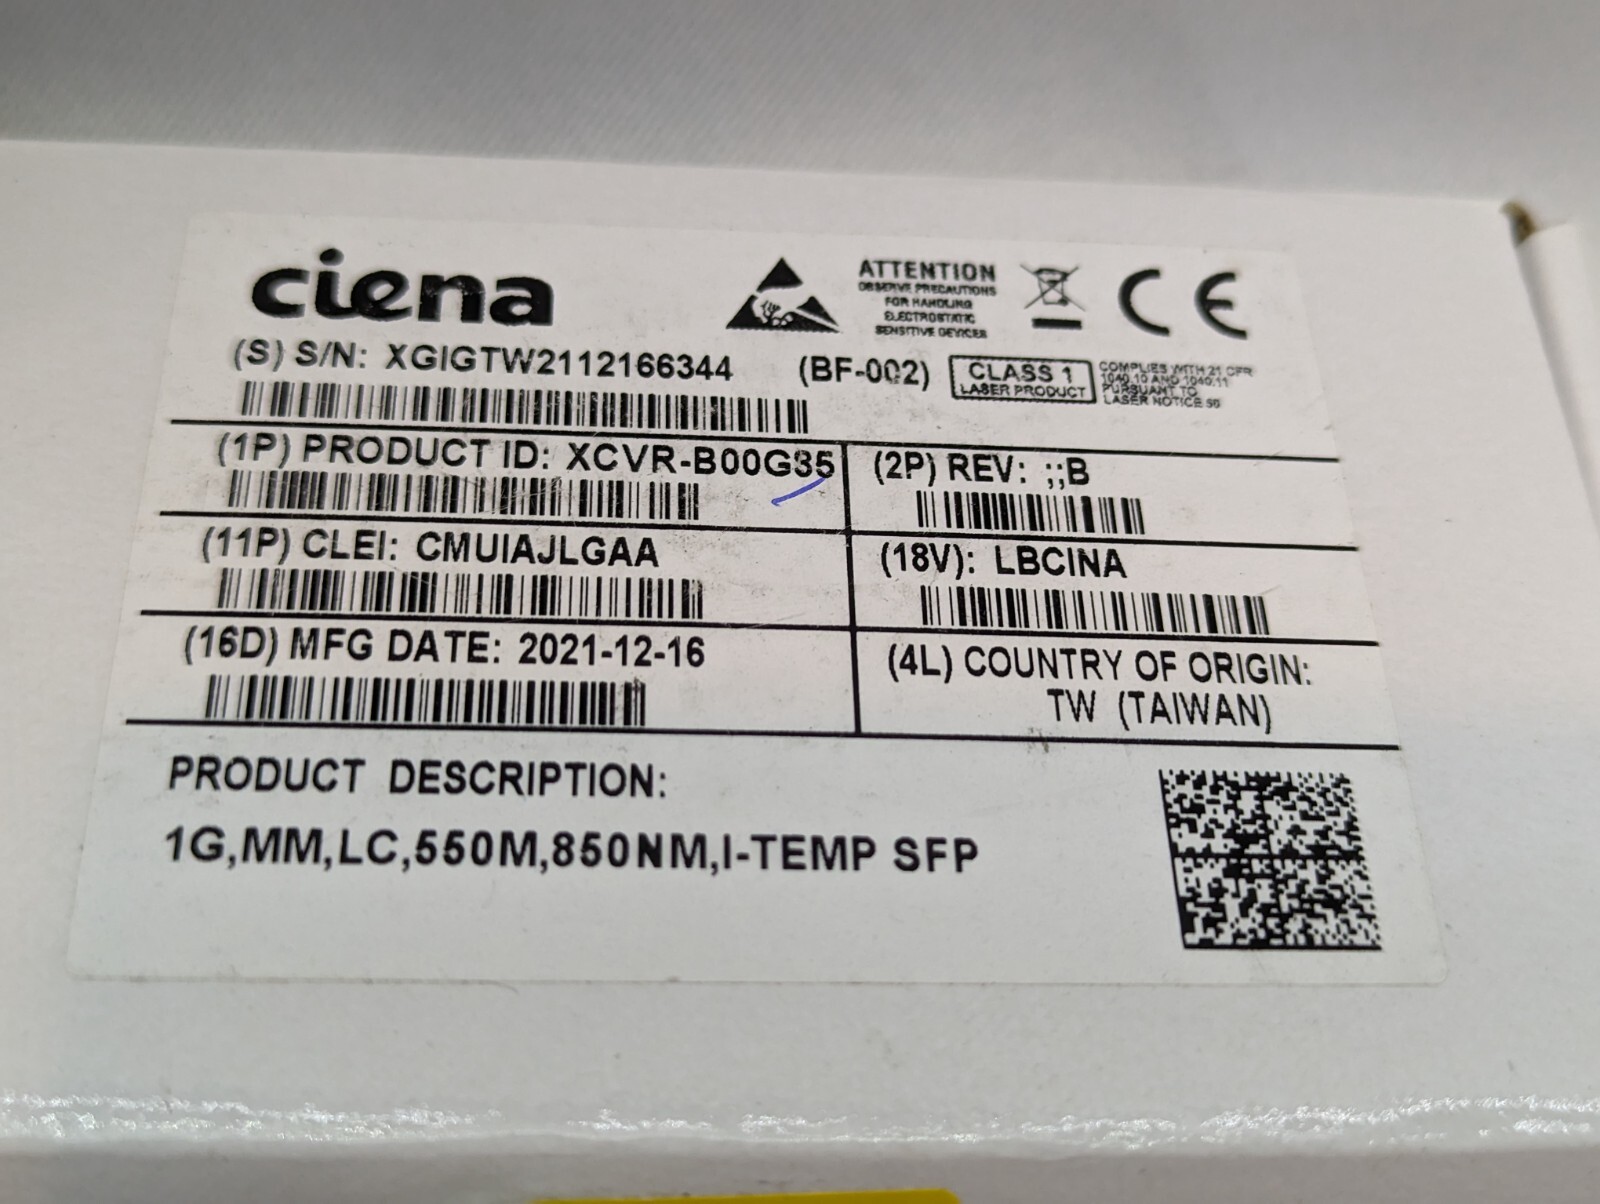 ciena
ATTENTION
OBSERVE PRECAUTIONS
FOR HANDLING
ELECTROSTATIC
SENSITIVE DEVICES
CE
(S) S/N: XGIGTW2112166344 (BF-002)
CLASS 1
LASER PRODUCT
COMPLIES WITH 21 CFR
1040.10 AND 1040.11
PURSUANT TO
LASER NOTICE 50
(1P) PRODUCT ID: XCVR-B00G35
(2P) REV: ;;B
(11P) CLEI: CMUIAJLGAA
(18V): LBCINA
(16D) MFG DATE: 2021-12-16
(4L) COUNTRY OF ORIGIN:
TW (TAIWAN)
PRODUCT DESCRIPTION:
1G,MM,LC,550M,850NM,I-TEMP SFP